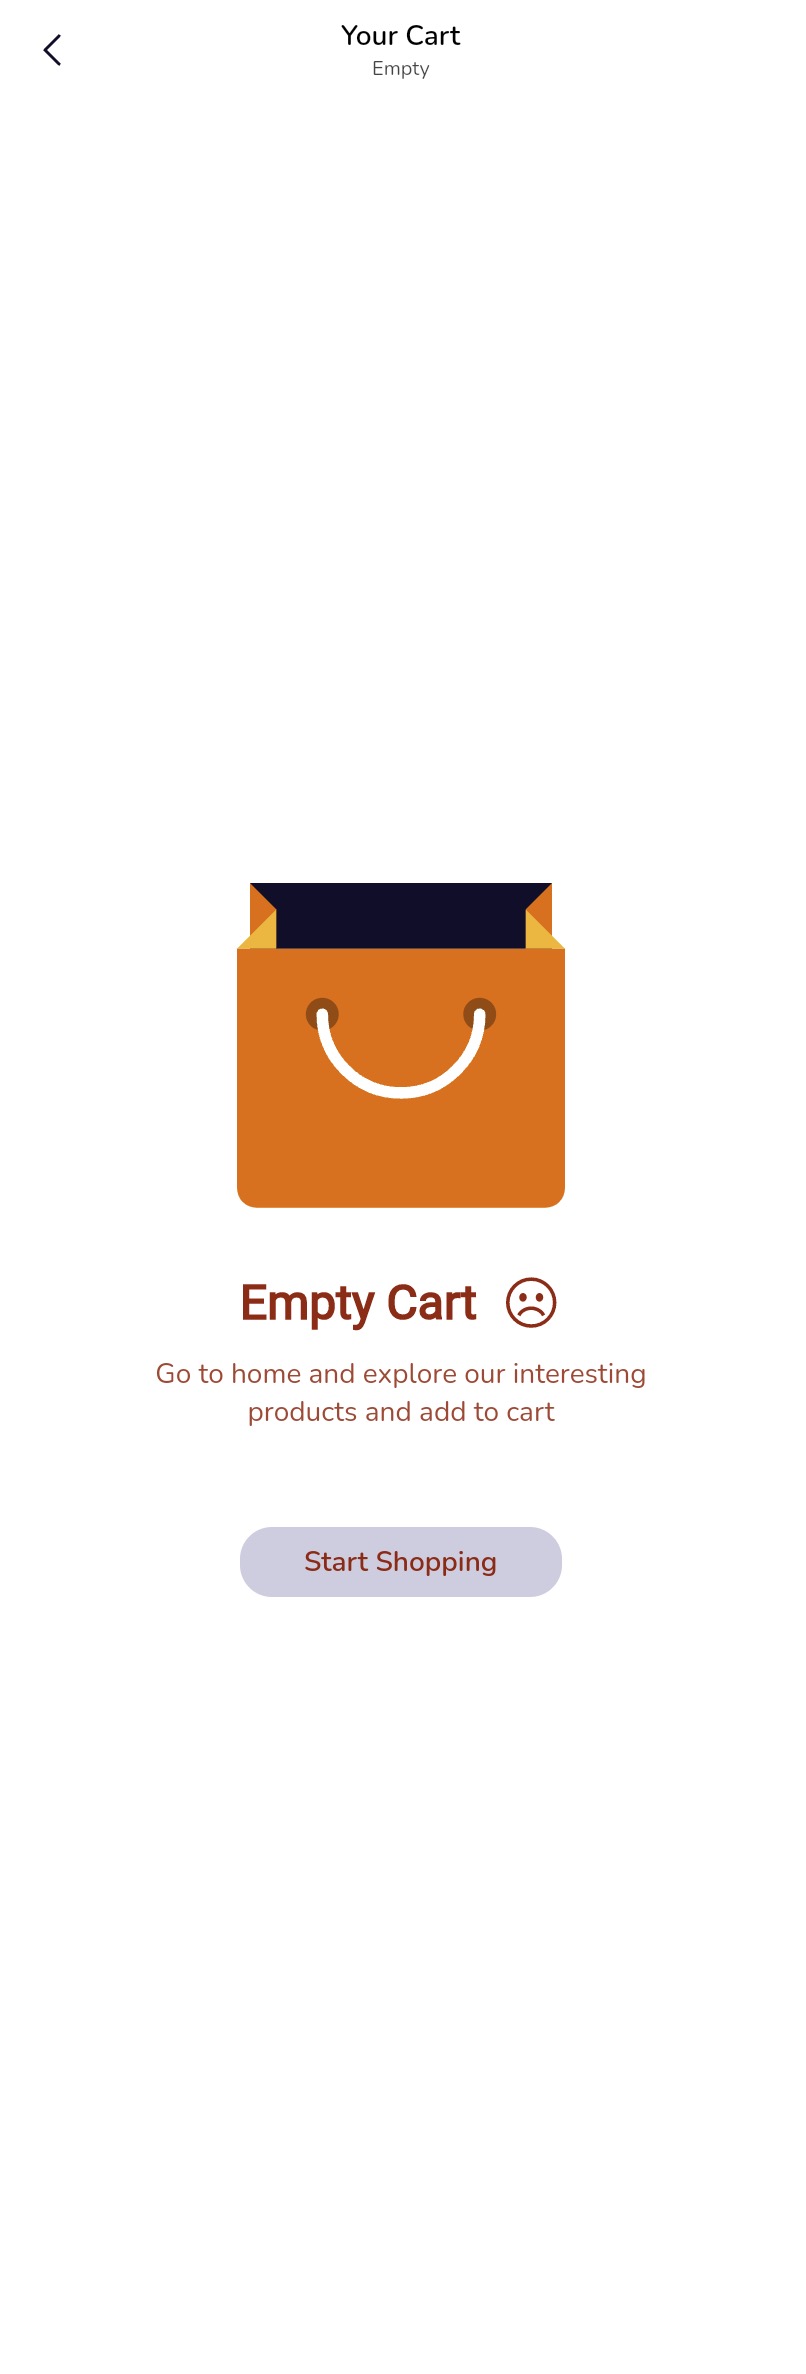 Your Cart
Empty
Empty Cart
Go to home and explore our interesting
products and add to cart
Start Shopping